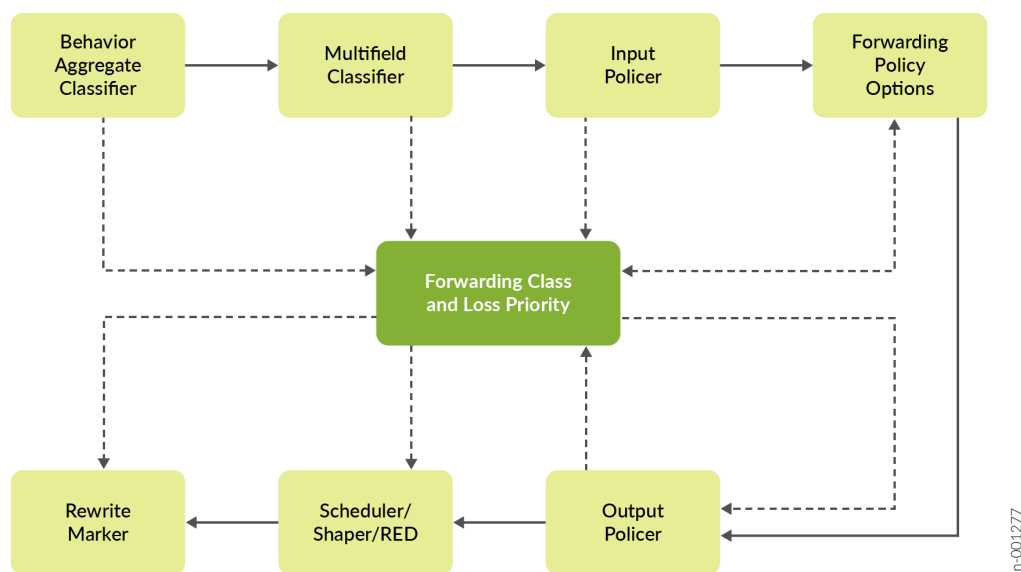 Behavior
Aggregate
Classifier
Multifield
Classifier
Input
Policer
Forwarding
Policy
Options
Forwarding Class
and Loss Priority
Rewrite
Marker
Scheduler/
Shaper/RED
Output
Policer
n-001277